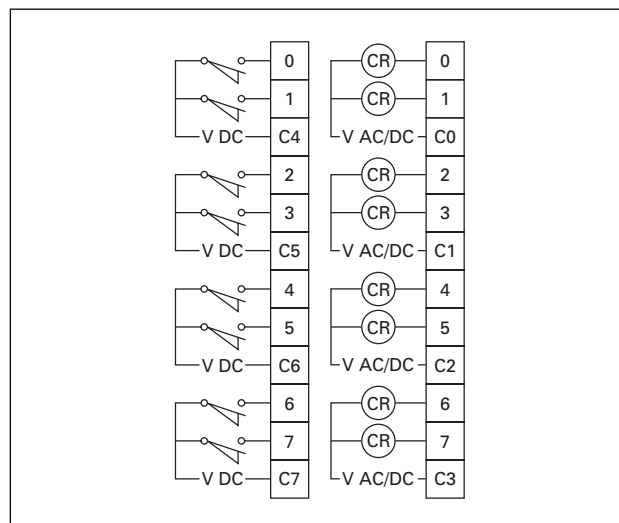 0 CR 0
1 CR 1
V DC C4 V AC/DC C0
2 CR 2
3 CR 3
V DC C5 V AC/DC C1
4 CR 4
5 CR 5
V DC C6 V AC/DC C2
6 CR 6
7 CR 7
V DC C7 V AC/DC C3